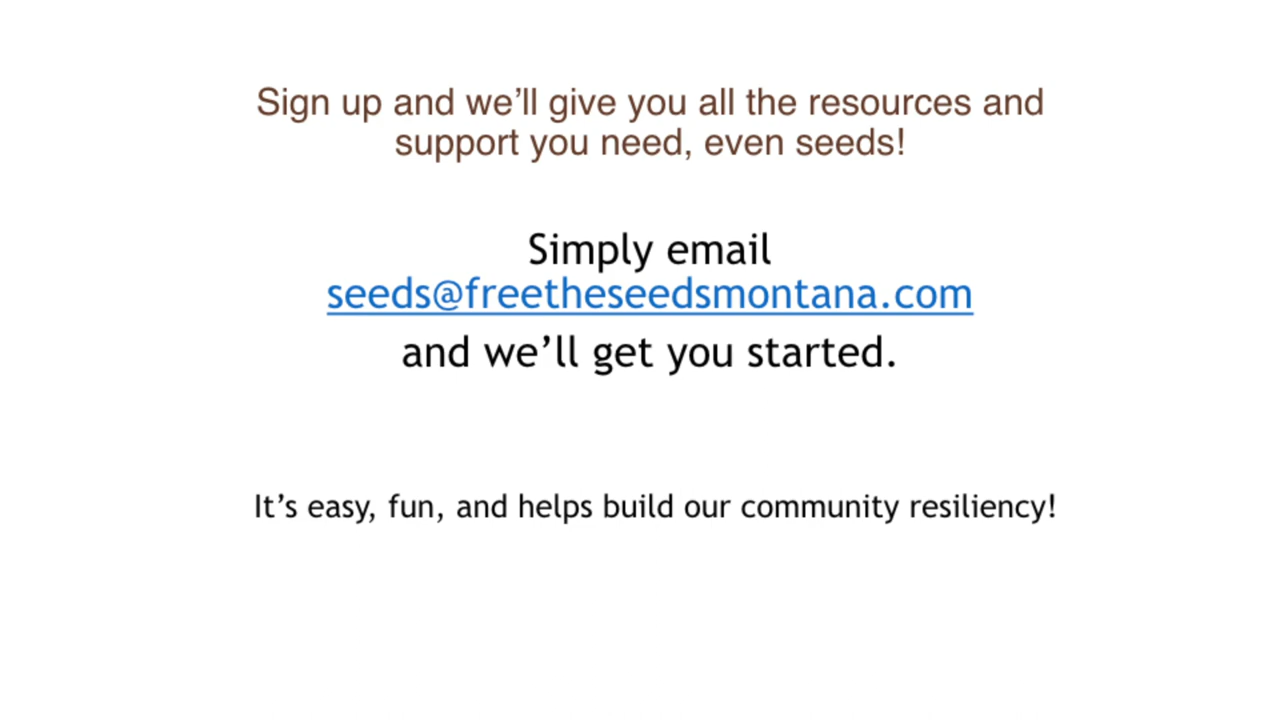 Sign up and we’ll give you all the resources and
support you need, even seeds!
Simply email
seeds@freetheseedsmontana.com
and we’ll get you started.
It’s easy, fun, and helps build our community resiliency!